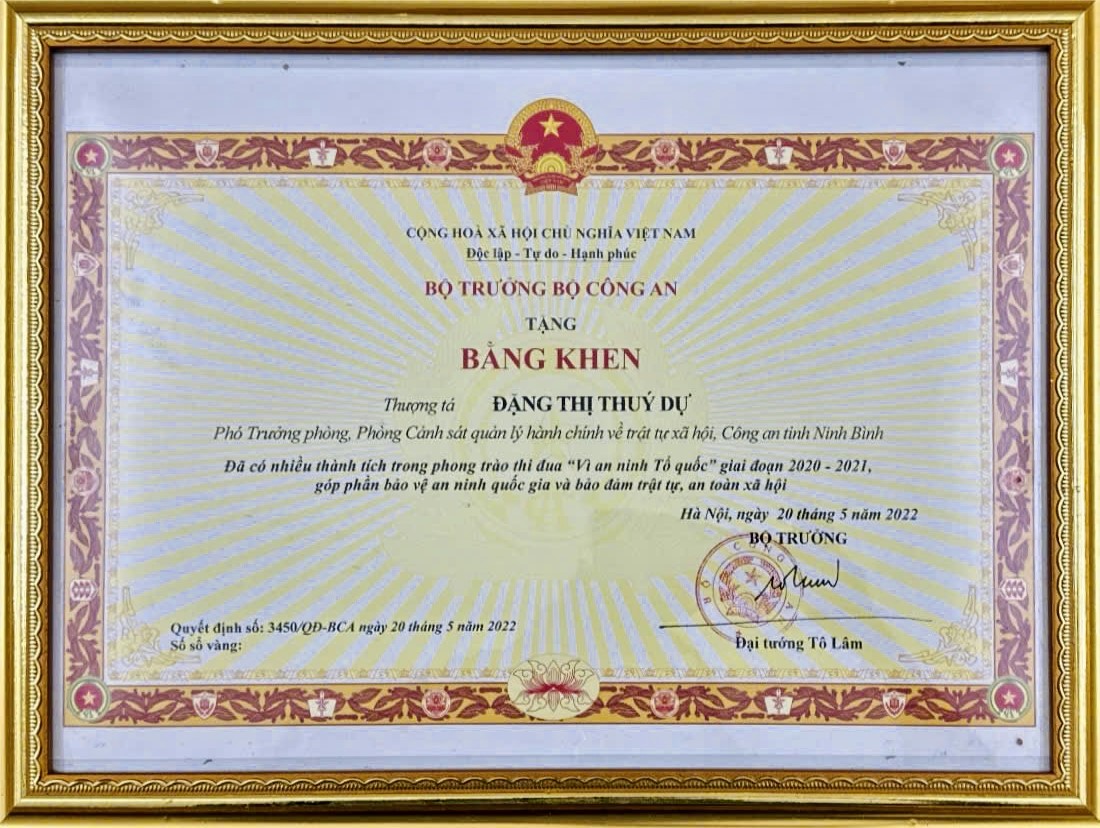 CỘNG HOÀ XÃ HỘI CHỦ NGHĨA VIỆT NAM
Độc lập - Tự do - Hạnh phúc
BỘ TRƯỞNG BỘ CÔNG AN
TẶNG
BẰNG KHEN
Thượng tá ĐẶNG THỊ THUÝ DỰ
Phó Trưởng phòng, Phòng Cảnh sát quản lý hành chính về trật tự xã hội, Công an tỉnh Ninh Bình
Đã có nhiều thành tích trong phong trào thi đua “Vì an ninh Tổ quốc” giai đoạn 2020 - 2021,
góp phần bảo vệ an ninh quốc gia và bảo đảm trật tự, an toàn xã hội
Hà Nội, ngày 20 tháng 5 năm 2022
BỘ TRƯỞNG
BỘ CÔNG A
Đại tướng Tô Lâm
Quyết định số: 3450/QĐ-BCA ngày 20 tháng 5 năm 2022
Số sổ vàng: